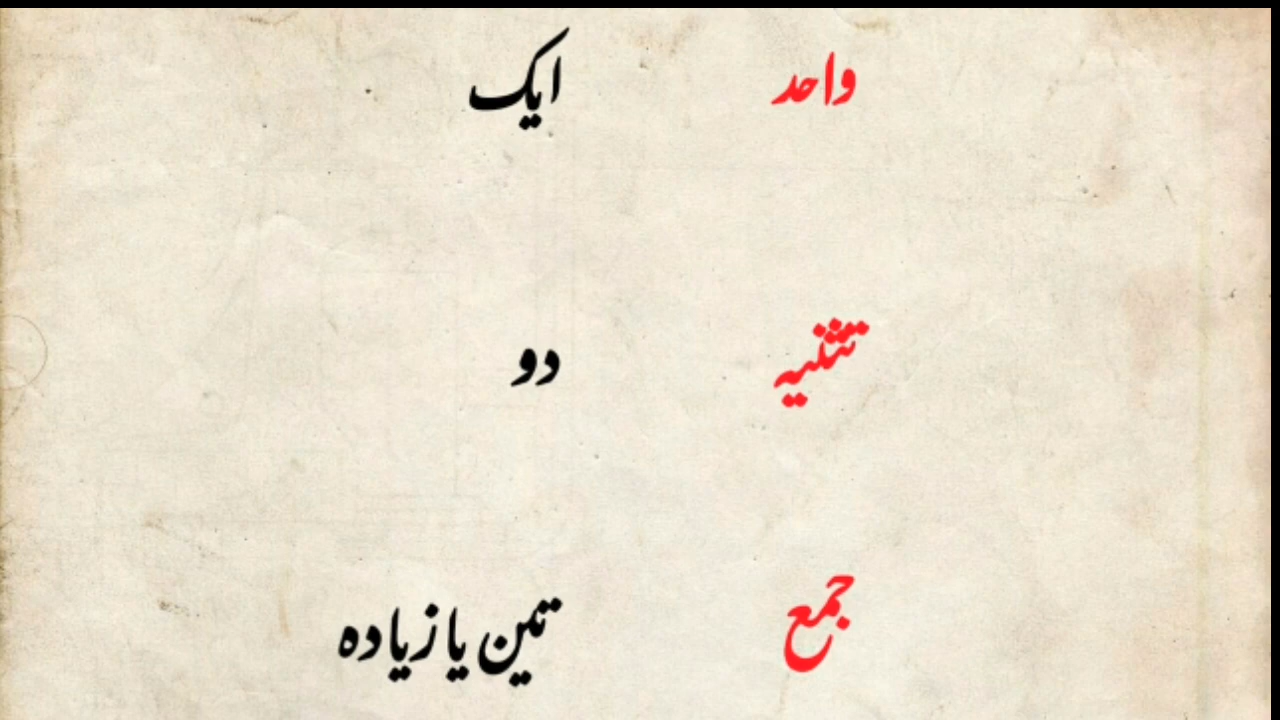 واحد ایک
تثنیہ دو
جمع تین یا زیادہ